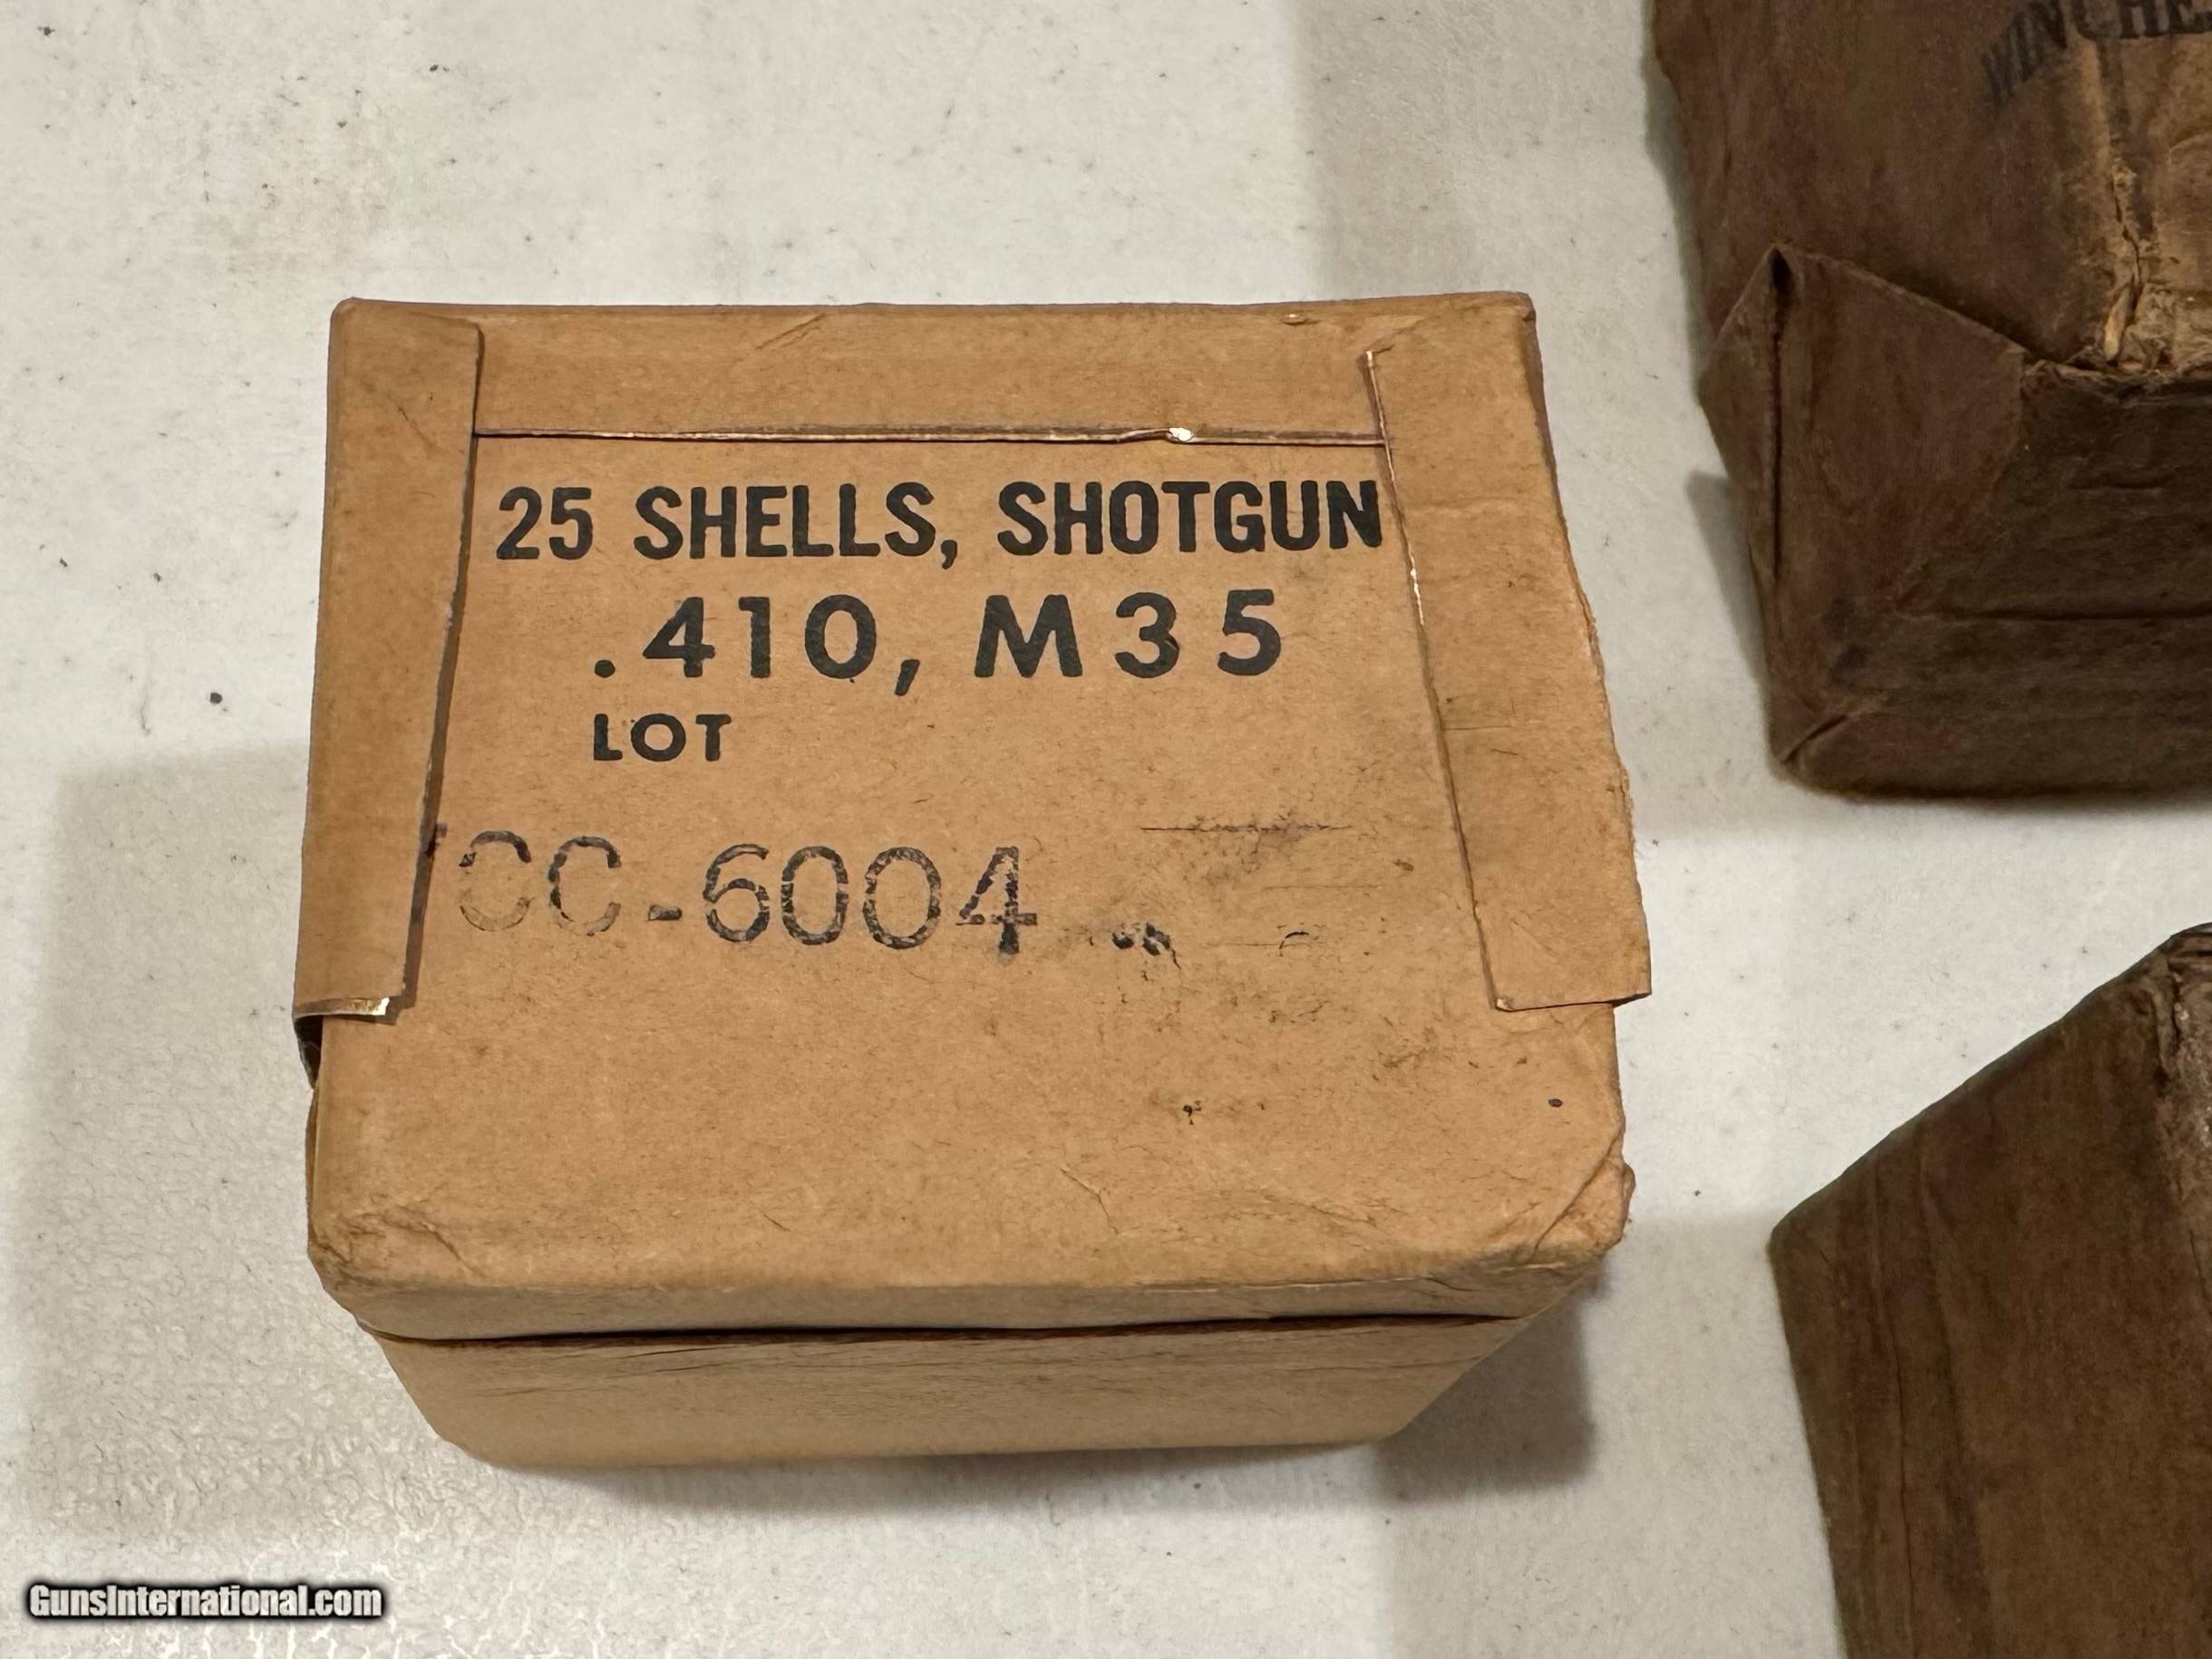 25 SHELLS, SHOTGUN
.410, M35
LOT
CC-6004
GunsInternational.com